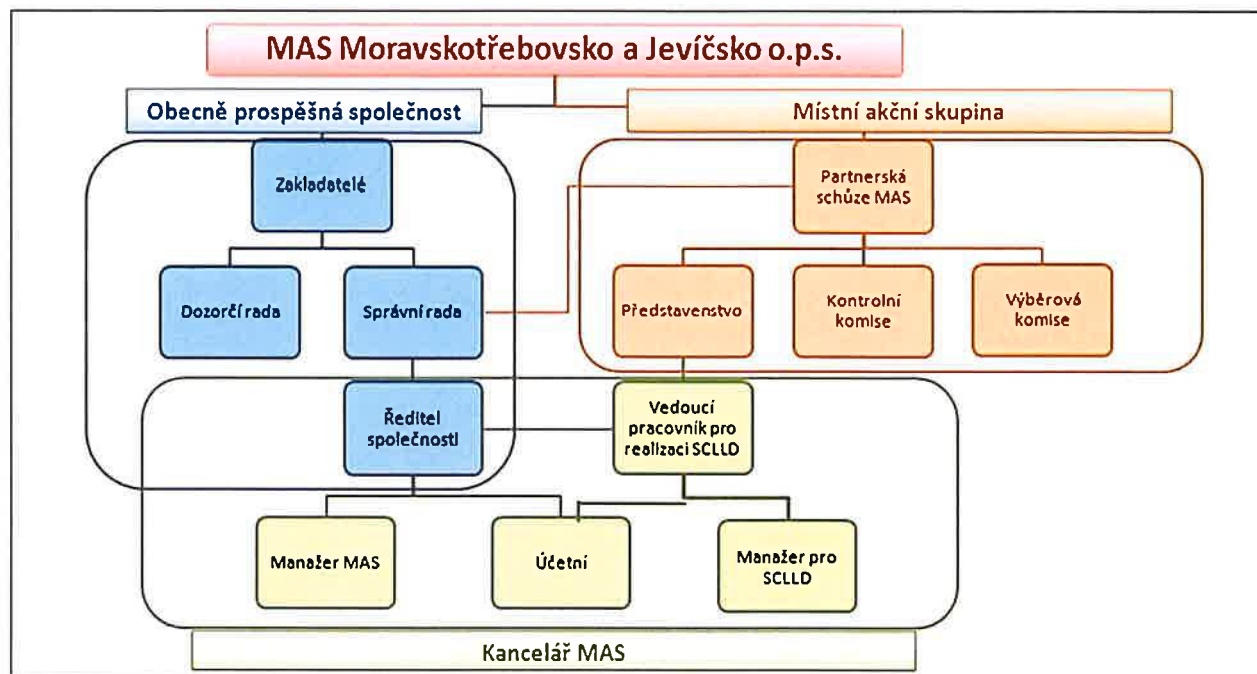 MAS Moravskotřebovsko a Jevíčsko o.p.s.
Obecně prospěšná společnost
Místní akční skupina
Zakladatelé
Partnerská
schůze MAS
Dozorčí rada
Správní rada
Představenstvo
Kontrolní
komise
Výběrová
komise
Ředitel
společnosti
Vedoucí
pracovník pro
realizaci SCLLD
Manažer MAS
Účetní
Manažer pro
SCLLD
Kancelář MAS